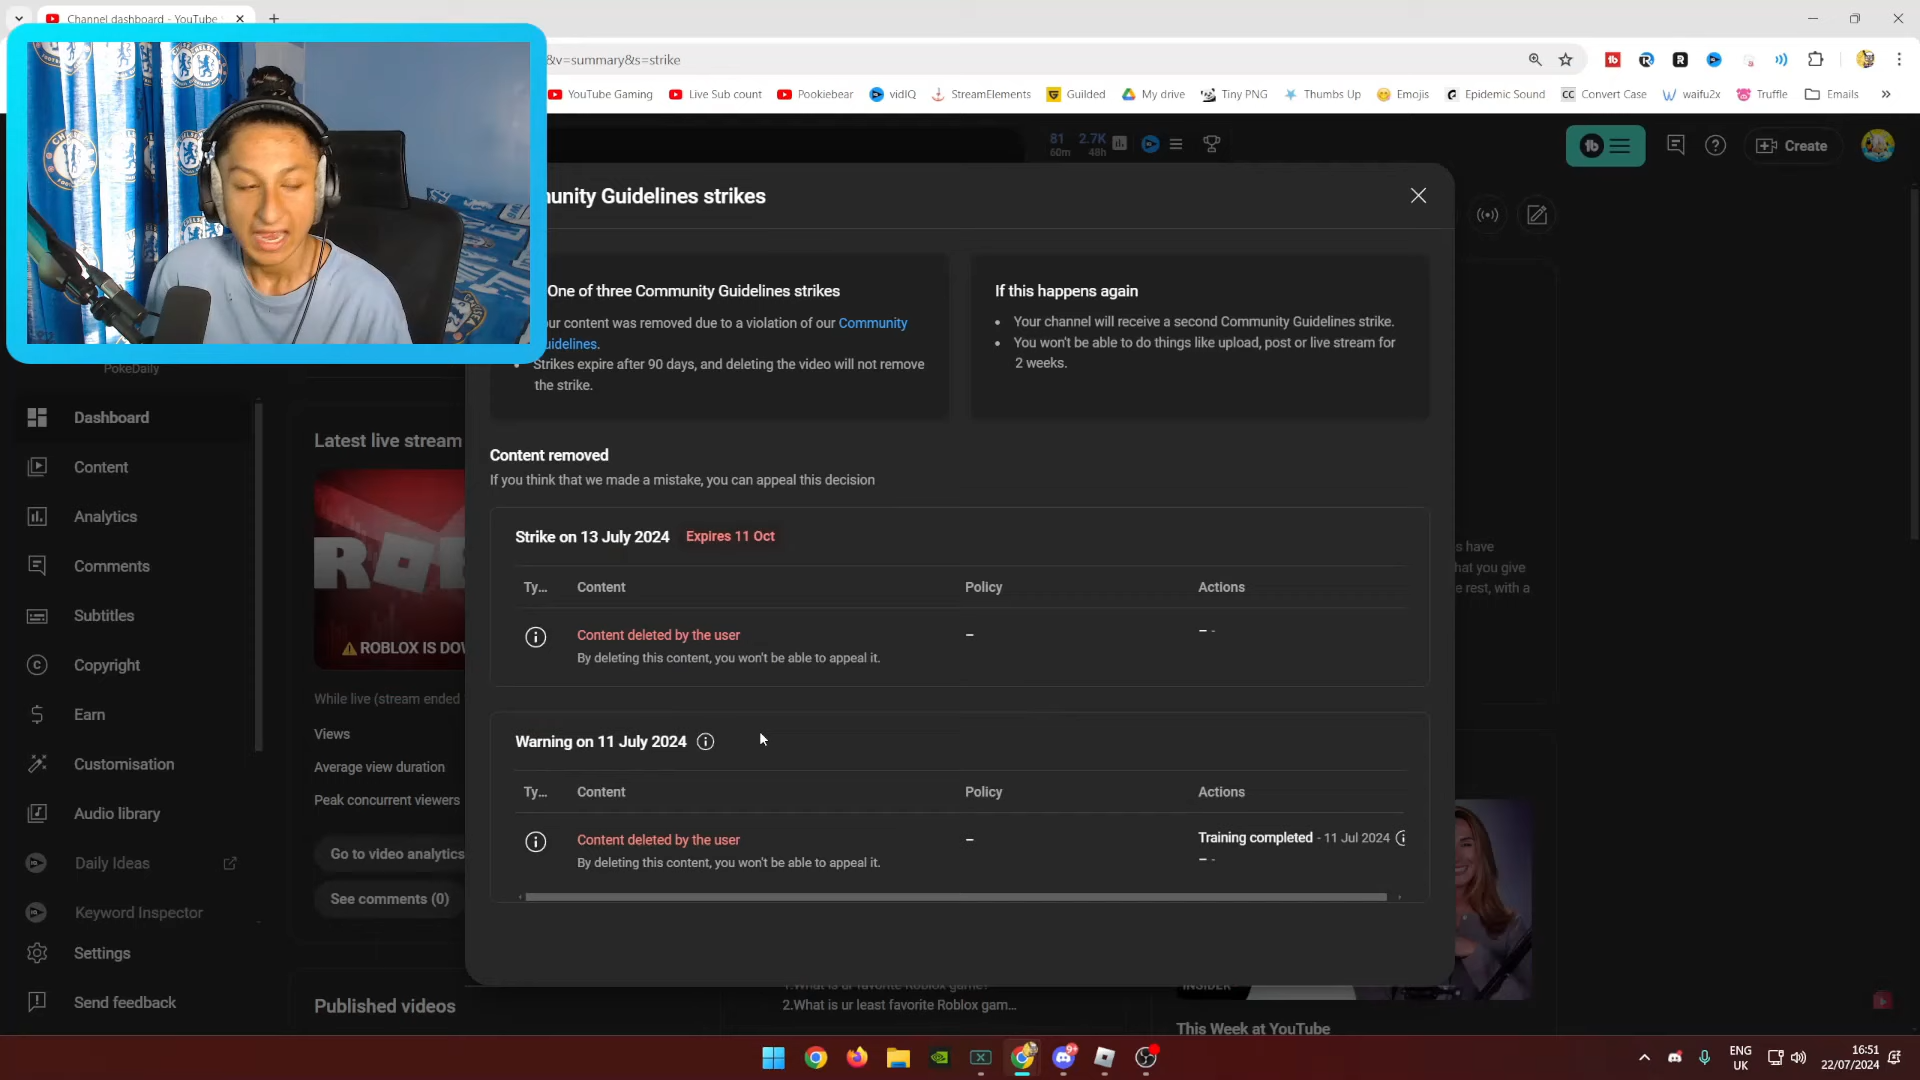 Channel dashboard - YouTube
&v=summary&s=strike
YouTube Gaming
Live Sub count
Pookiebear
vidIQ
StreamElements
Guilded
My drive
Tiny PNG
Thumbs Up
Emojis
Epidemic Sound
CC Convert Case
waifu2x
Truffle
Emails
»
81
60m
2.7K
48h
Create
CHELSEA
PokeDaily
Dashboard
Content
Analytics
Comments
Subtitles
Copyright
Earn
Customisation
Audio library
Daily Ideas
Keyword Inspector
Settings
Send feedback
Latest live stream
ROBLOX IS DOW
While live (stream ended
Views
Average view duration
Peak concurrent viewers
Go to video analytics
See comments (0)
Published videos
unity Guidelines strikes
One of three Community Guidelines strikes
our content was removed due to a violation of our Community
uidelines.
• Strikes expire after 90 days, and deleting the video will not remove
the strike.
If this happens again
• Your channel will receive a second Community Guidelines strike.
• You won't be able to do things like upload, post or live stream for
2 weeks.
Content removed
If you think that we made a mistake, you can appeal this decision
Strike on 13 July 2024 Expires 11 Oct
Ty... Content Policy Actions
Content deleted by the user – – -
By deleting this content, you won't be able to appeal it.
Warning on 11 July 2024
Ty... Content Policy Actions
Content deleted by the user – Training completed - 11 Jul 2024
By deleting this content, you won't be able to appeal it. – -
s have
hat you give
e rest, with a
2.What is ur least favorite Roblox gam...
INSIDER
This Week at YouTube
9+
ENG
UK
16:51
22/07/2024